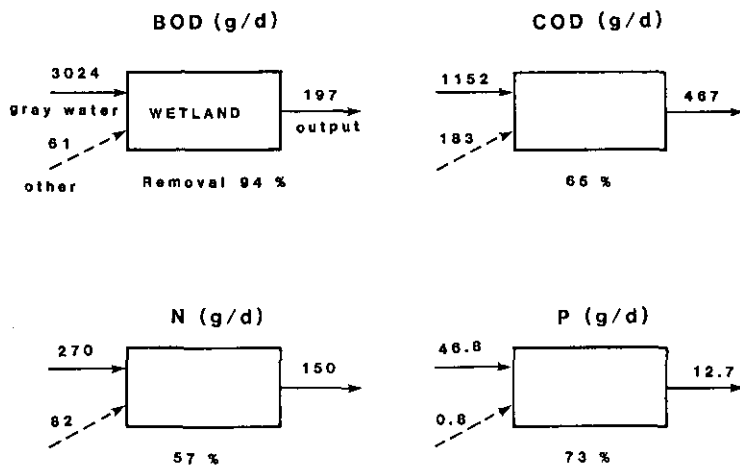 BOD (g/d)
3024
gray water
61
other
WETLAND
197
output
Removal 94 %
COD (g/d)
1152
183
467
65 %
N (g/d)
270
82
150
57 %
P (g/d)
46.8
0.8
12.7
73 %